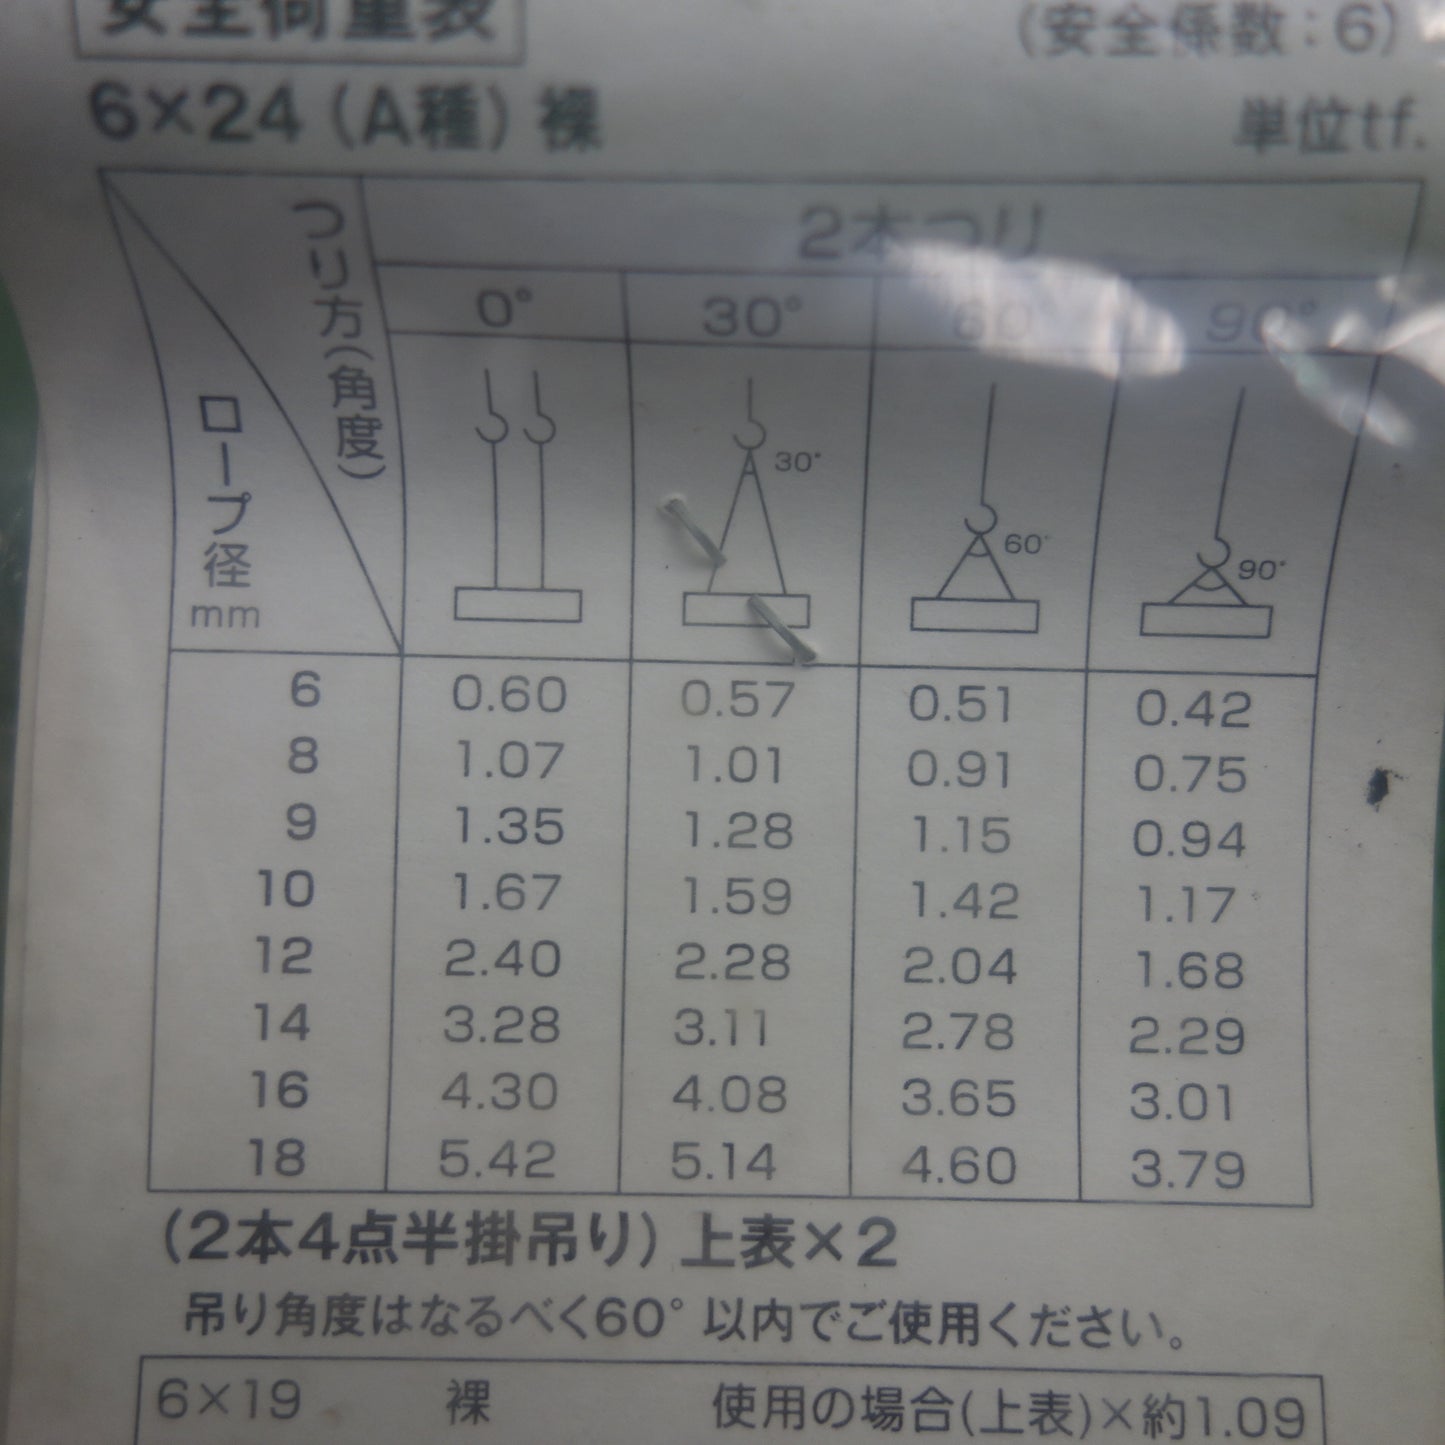 安全荷重表
(安全係数：6)
6×24（A種）裸
単位tf.
つり方(角度)
ロープ径
mm
2本つり
0° 30° 60° 90°
30°
60°
90°
6 0.60 0.57 0.51 0.42
8 1.07 1.01 0.91 0.75
9 1.35 1.28 1.15 0.94
10 1.67 1.59 1.42 1.17
12 2.40 2.28 2.04 1.68
14 3.28 3.11 2.78 2.29
16 4.30 4.08 3.65 3.01
18 5.42 5.14 4.60 3.79
(2本4点半掛吊り) 上表×2
吊り角度はなるべく60°以内でご使用ください。
6×19 裸 使用の場合(上表)×約1.09